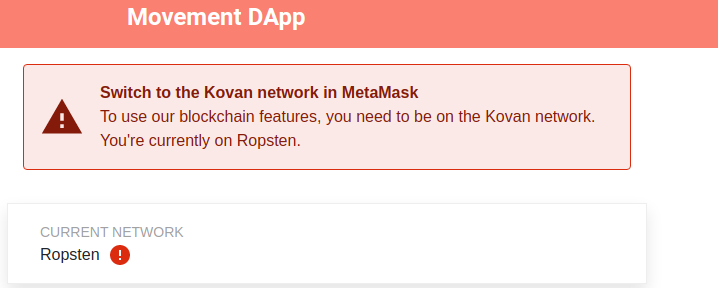 Movement DApp
Switch to the Kovan network in MetaMask
To use our blockchain features, you need to be on the Kovan network.
You're currently on Ropsten.
CURRENT NETWORK
Ropsten